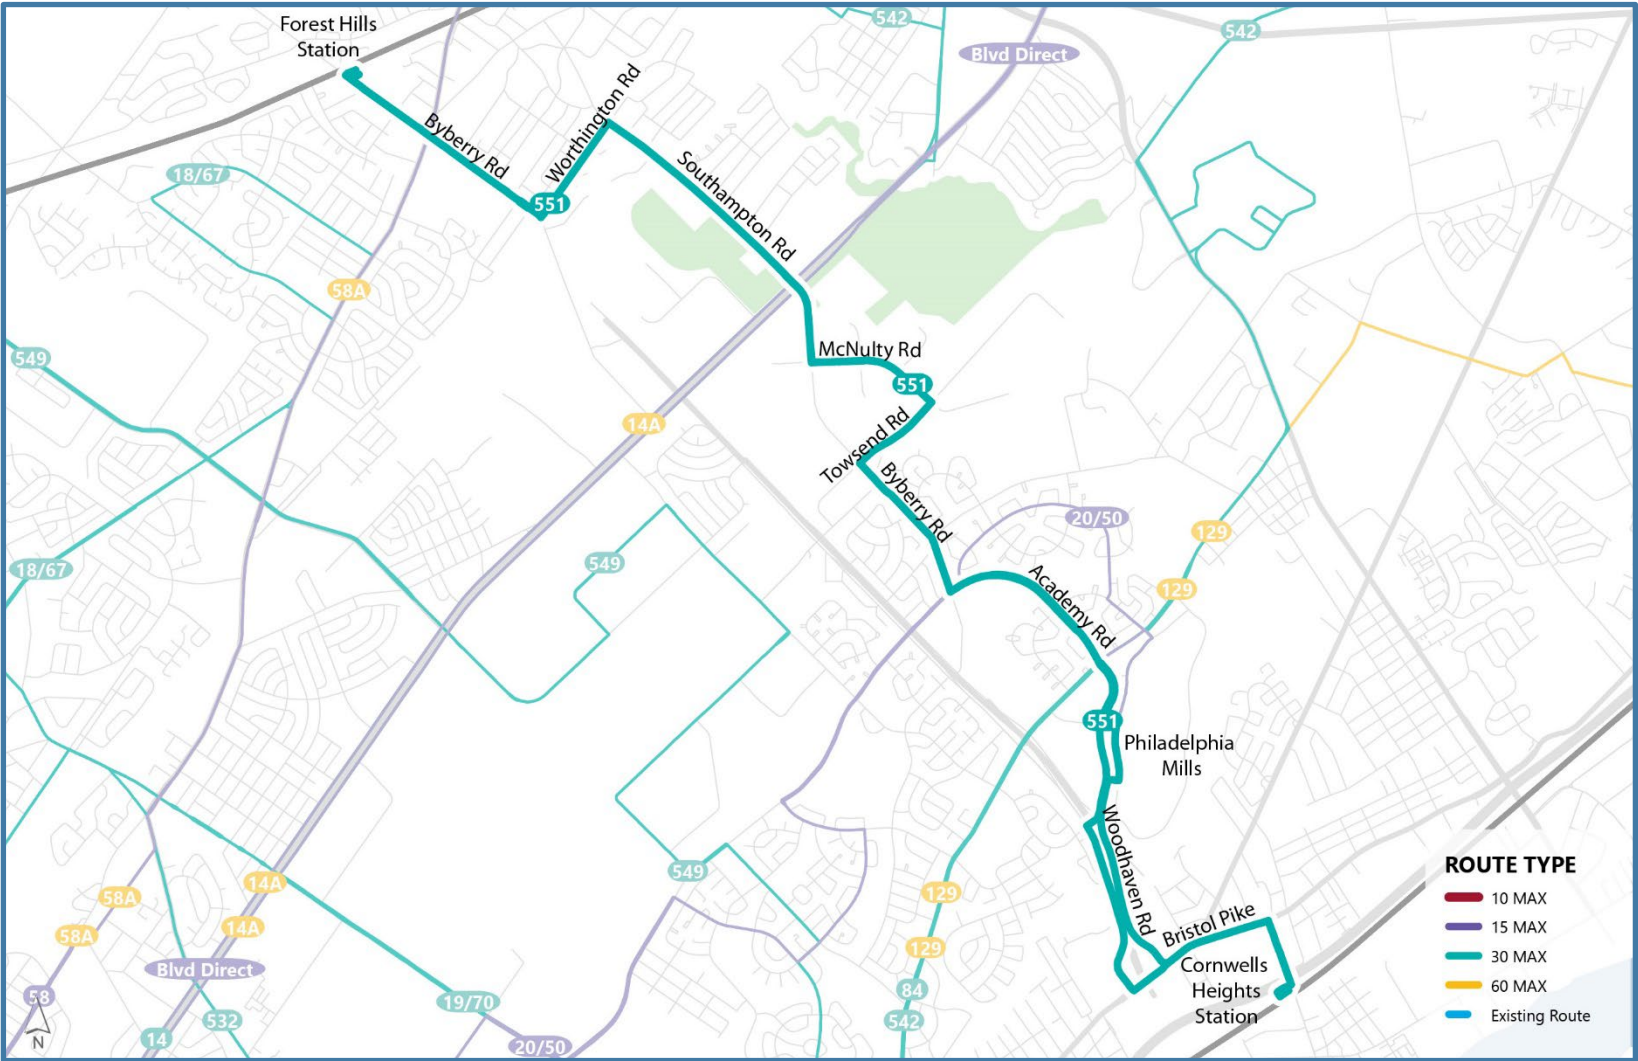 Forest Hills
Station
542
542
Blvd Direct
Byberry Rd
Worthington Rd
18/67
551
Southampton Rd
58A
549
McNulty Rd
551
14A
Towsend Rd
Byberry Rd
20/50
129
549
18/67
129
Academy Rd
551
Philadelphia
Mills
Woodhaven Rd
549
14A
58A
129
14A
58A
129
Bristol Pike
Cornwells
Heights
Station
Blvd Direct
58
84
19/70
532
542
14
20/50
N
ROUTE TYPE
10 MAX
15 MAX
30 MAX
60 MAX
Existing Route